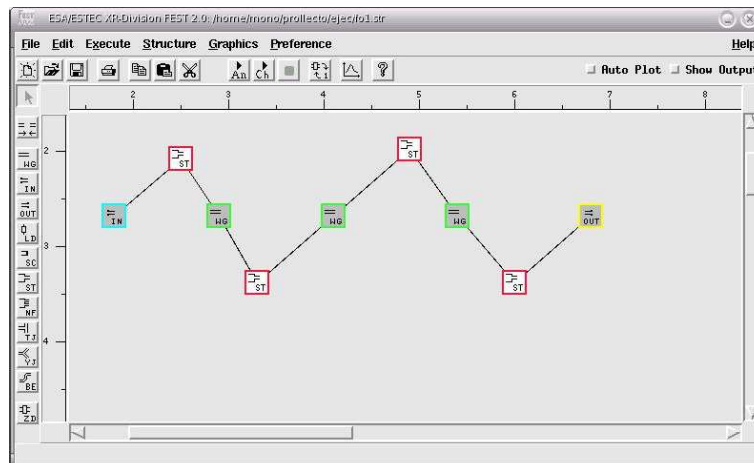 ESA/ESTEC XR-Division FEST 2.0: /home/mono/prollecto/ejec/fo1.str
File Edit Execute Structure Graphics Preference Help
An Ch Auto Plot Show Output
2 3 4 5 6 7 8
2
3
4
WG
IN
OUT
LD
SC
ST
NF
TJ
YJ
BE
ZD
ST
ST
IN
WG
WG
WG
OUT
ST
ST